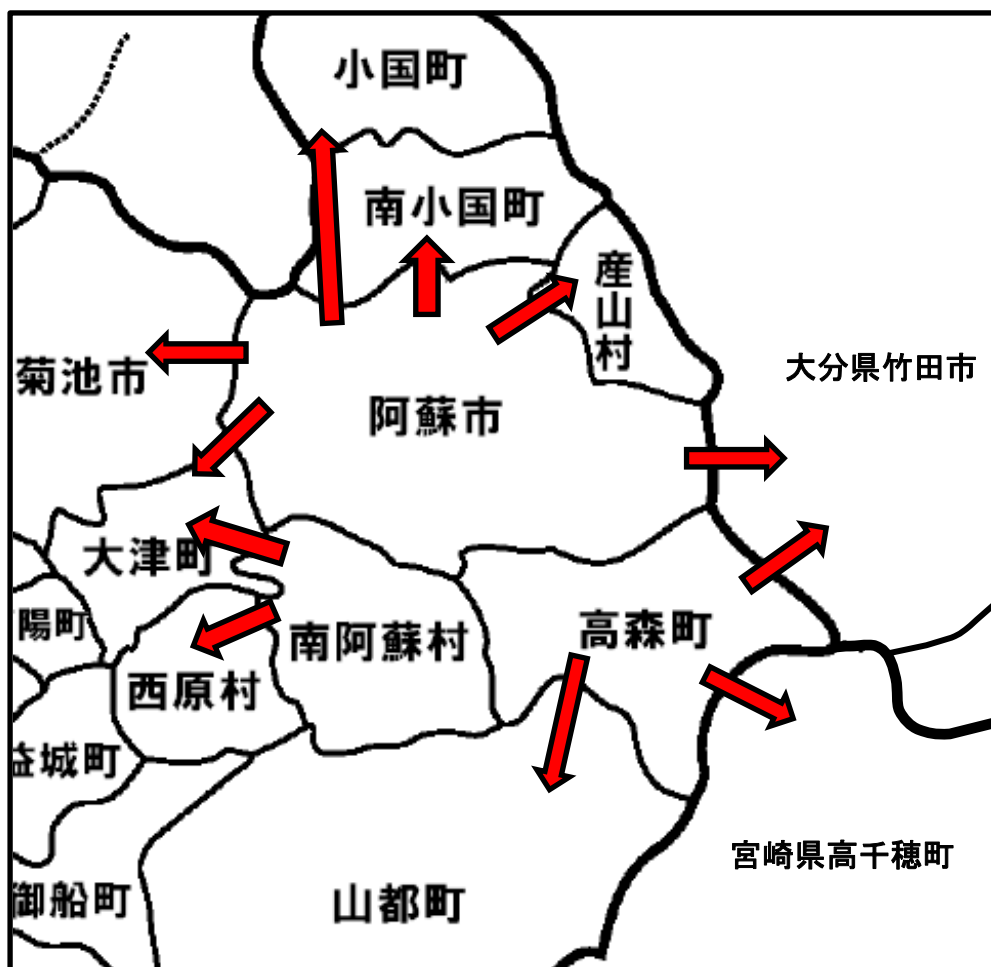 小国町
南小国町
産山村
大分県竹田市
菊池市
阿蘇市
大津町
陽町
高森町
南阿蘇村
西原村
益城町
宮崎県高千穂町
御船町
山都町